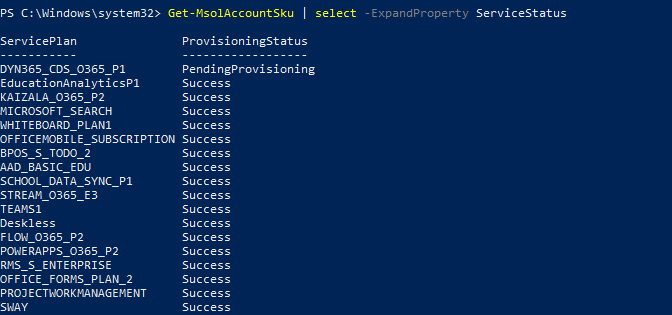 PS C:\Windows\system32> Get-MsolAccountSku | select -ExpandProperty ServiceStatus
ServicePlan ProvisioningStatus
----------- ------------------
DYN365_CDS_O365_P1 PendingProvisioning
EducationAnalyticsP1 Success
KAIZALA_O365_P2 Success
MICROSOFT_SEARCH Success
WHITEBOARD_PLAN1 Success
OFFICEMOBILE_SUBSCRIPTION Success
BPOS_S_TODO_2 Success
AAD_BASIC_EDU Success
SCHOOL_DATA_SYNC_P1 Success
STREAM_O365_E3 Success
TEAMS1 Success
Deskless Success
FLOW_O365_P2 Success
POWERAPPS_O365_P2 Success
RMS_S_ENTERPRISE Success
OFFICE_FORMS_PLAN_2 Success
PROJECTWORKMANAGEMENT Success
SWAY Success